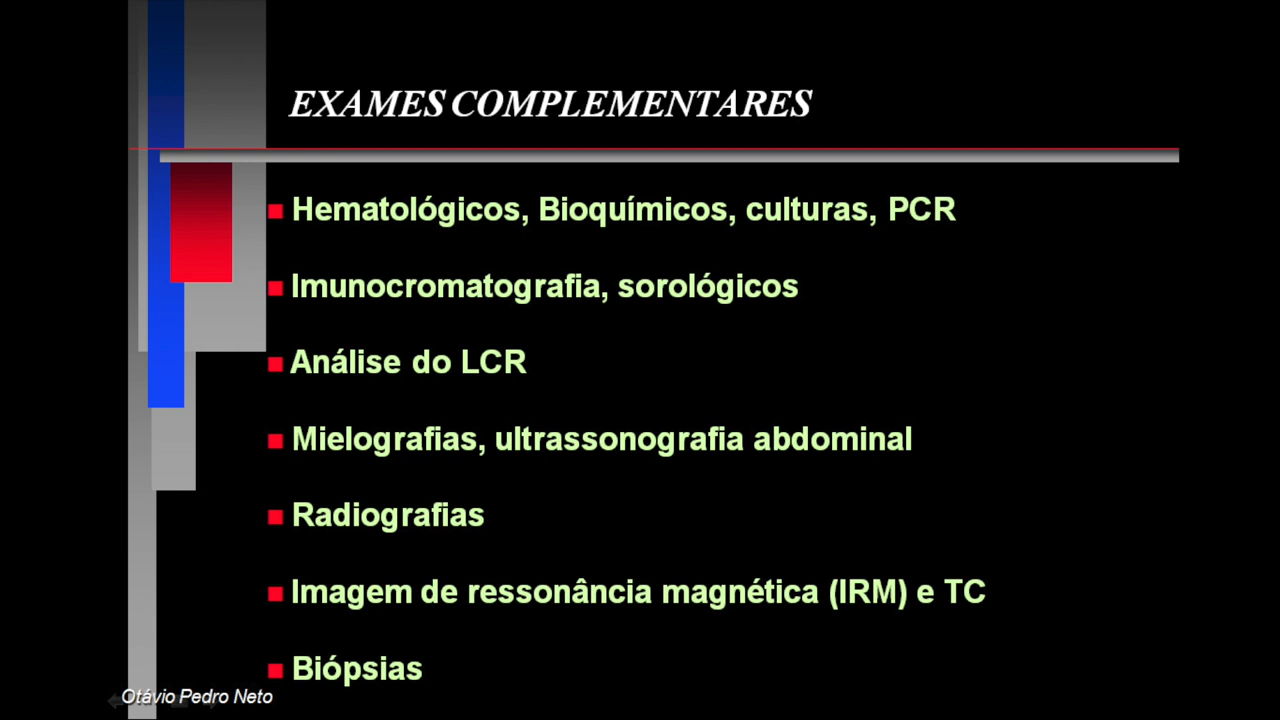 EXAMES COMPLEMENTARES
Hematológicos, Bioquímicos, culturas, PCR
Imunocromatografia, sorológicos
Análise do LCR
Mielografias, ultrassonografia abdominal
Radiografias
Imagem de ressonância magnética (IRM) e TC
Biópsias
Otávio Pedro Neto